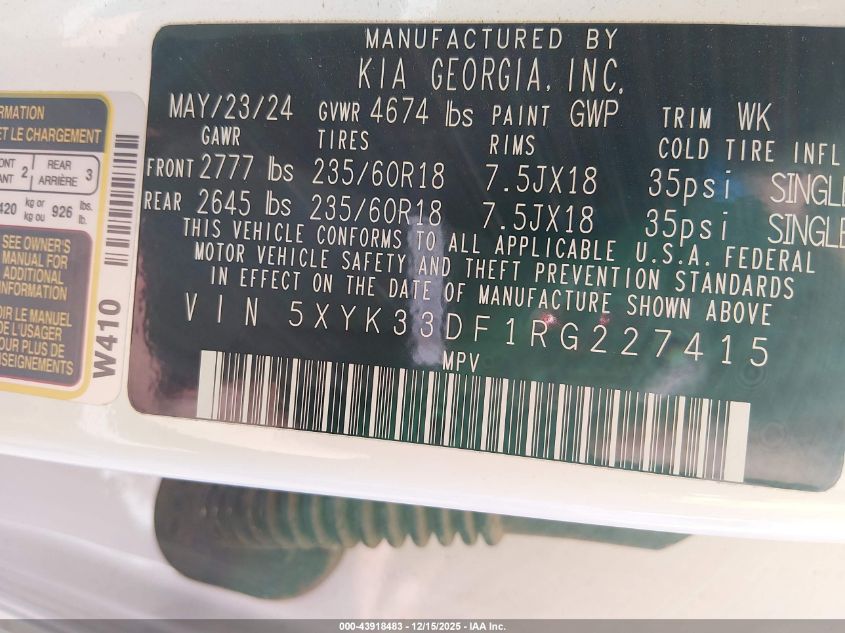 MANUFACTURED BY
KIA GEORGIA, INC.
MAY/23/24 GVWR 4674 lbs PAINT GWP TRIM WK
GAWR TIRES RIMS COLD TIRE INFL
FRONT 2777 lbs 235/60R18 7.5JX18 35psi SINGLE
REAR 2645 lbs 235/60R18 7.5JX18 35psi SINGLE
THIS VEHICLE CONFORMS TO ALL APPLICABLE U.S.A. FEDERAL
MOTOR VEHICLE SAFETY AND THEFT PREVENTION STANDARDS
IN EFFECT ON THE DATE OF MANUFACTURE SHOWN ABOVE
VIN 5XYK33DF1RG227415
MPV
ET LE CHARGEMENT
2 REAR
ARRIÈRE 3
420 kg or
kg ou 926 lbs.
lb.
SEE OWNER'S
MANUAL FOR
ADDITIONAL
INFORMATION
LE MANUEL
DE L'USAGER
POUR PLUS DE
W410
000-43918483 - 12/15/2025 - IAA Inc.